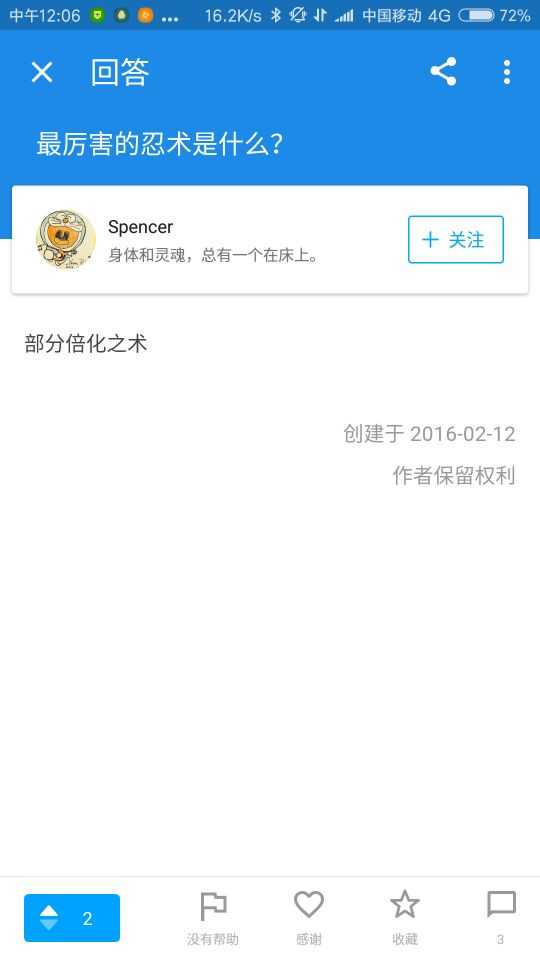 中午12:06 ... 16.2K/s 中国移动 4G 72%
回答
最厉害的忍术是什么?
Spencer
身体和灵魂，总有一个在床上。
+ 关注
部分倍化之术
创建于 2016-02-12
作者保留权利
2
没有帮助 感谢 收藏 3